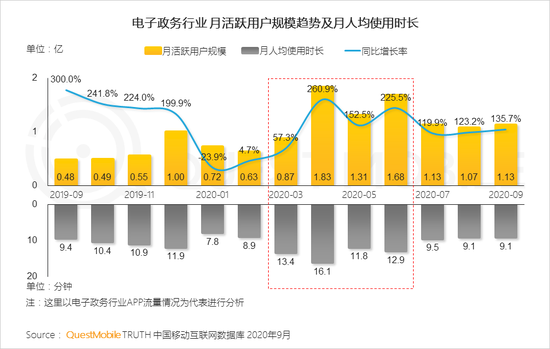 电子政务行业 月活跃用户规模趋势及月人均使用时长
单位：亿
月活跃用户规模 月人均使用时长 同比增长率
2
1
0
300.0% 241.8% 224.0% 199.9% -23.9% 4.7% 57.3% 260.9% 152.5% 225.5% 119.9% 123.2% 135.7%
0.48 0.49 0.55 1.00 0.72 0.63 0.87 1.83 1.31 1.68 1.13 1.07 1.13
2019-09 2019-11 2020-01 2020-03 2020-05 2020-07 2020-09
0
10
20
9.4 10.4 10.9 11.9 7.8 8.9 13.4 16.1 11.8 12.9 9.5 9.1 9.1
单位：分钟
注：这里以电子政务行业APP流量情况为代表进行分析
Source：QuestMobile TRUTH 中国移动互联网数据库 2020年9月